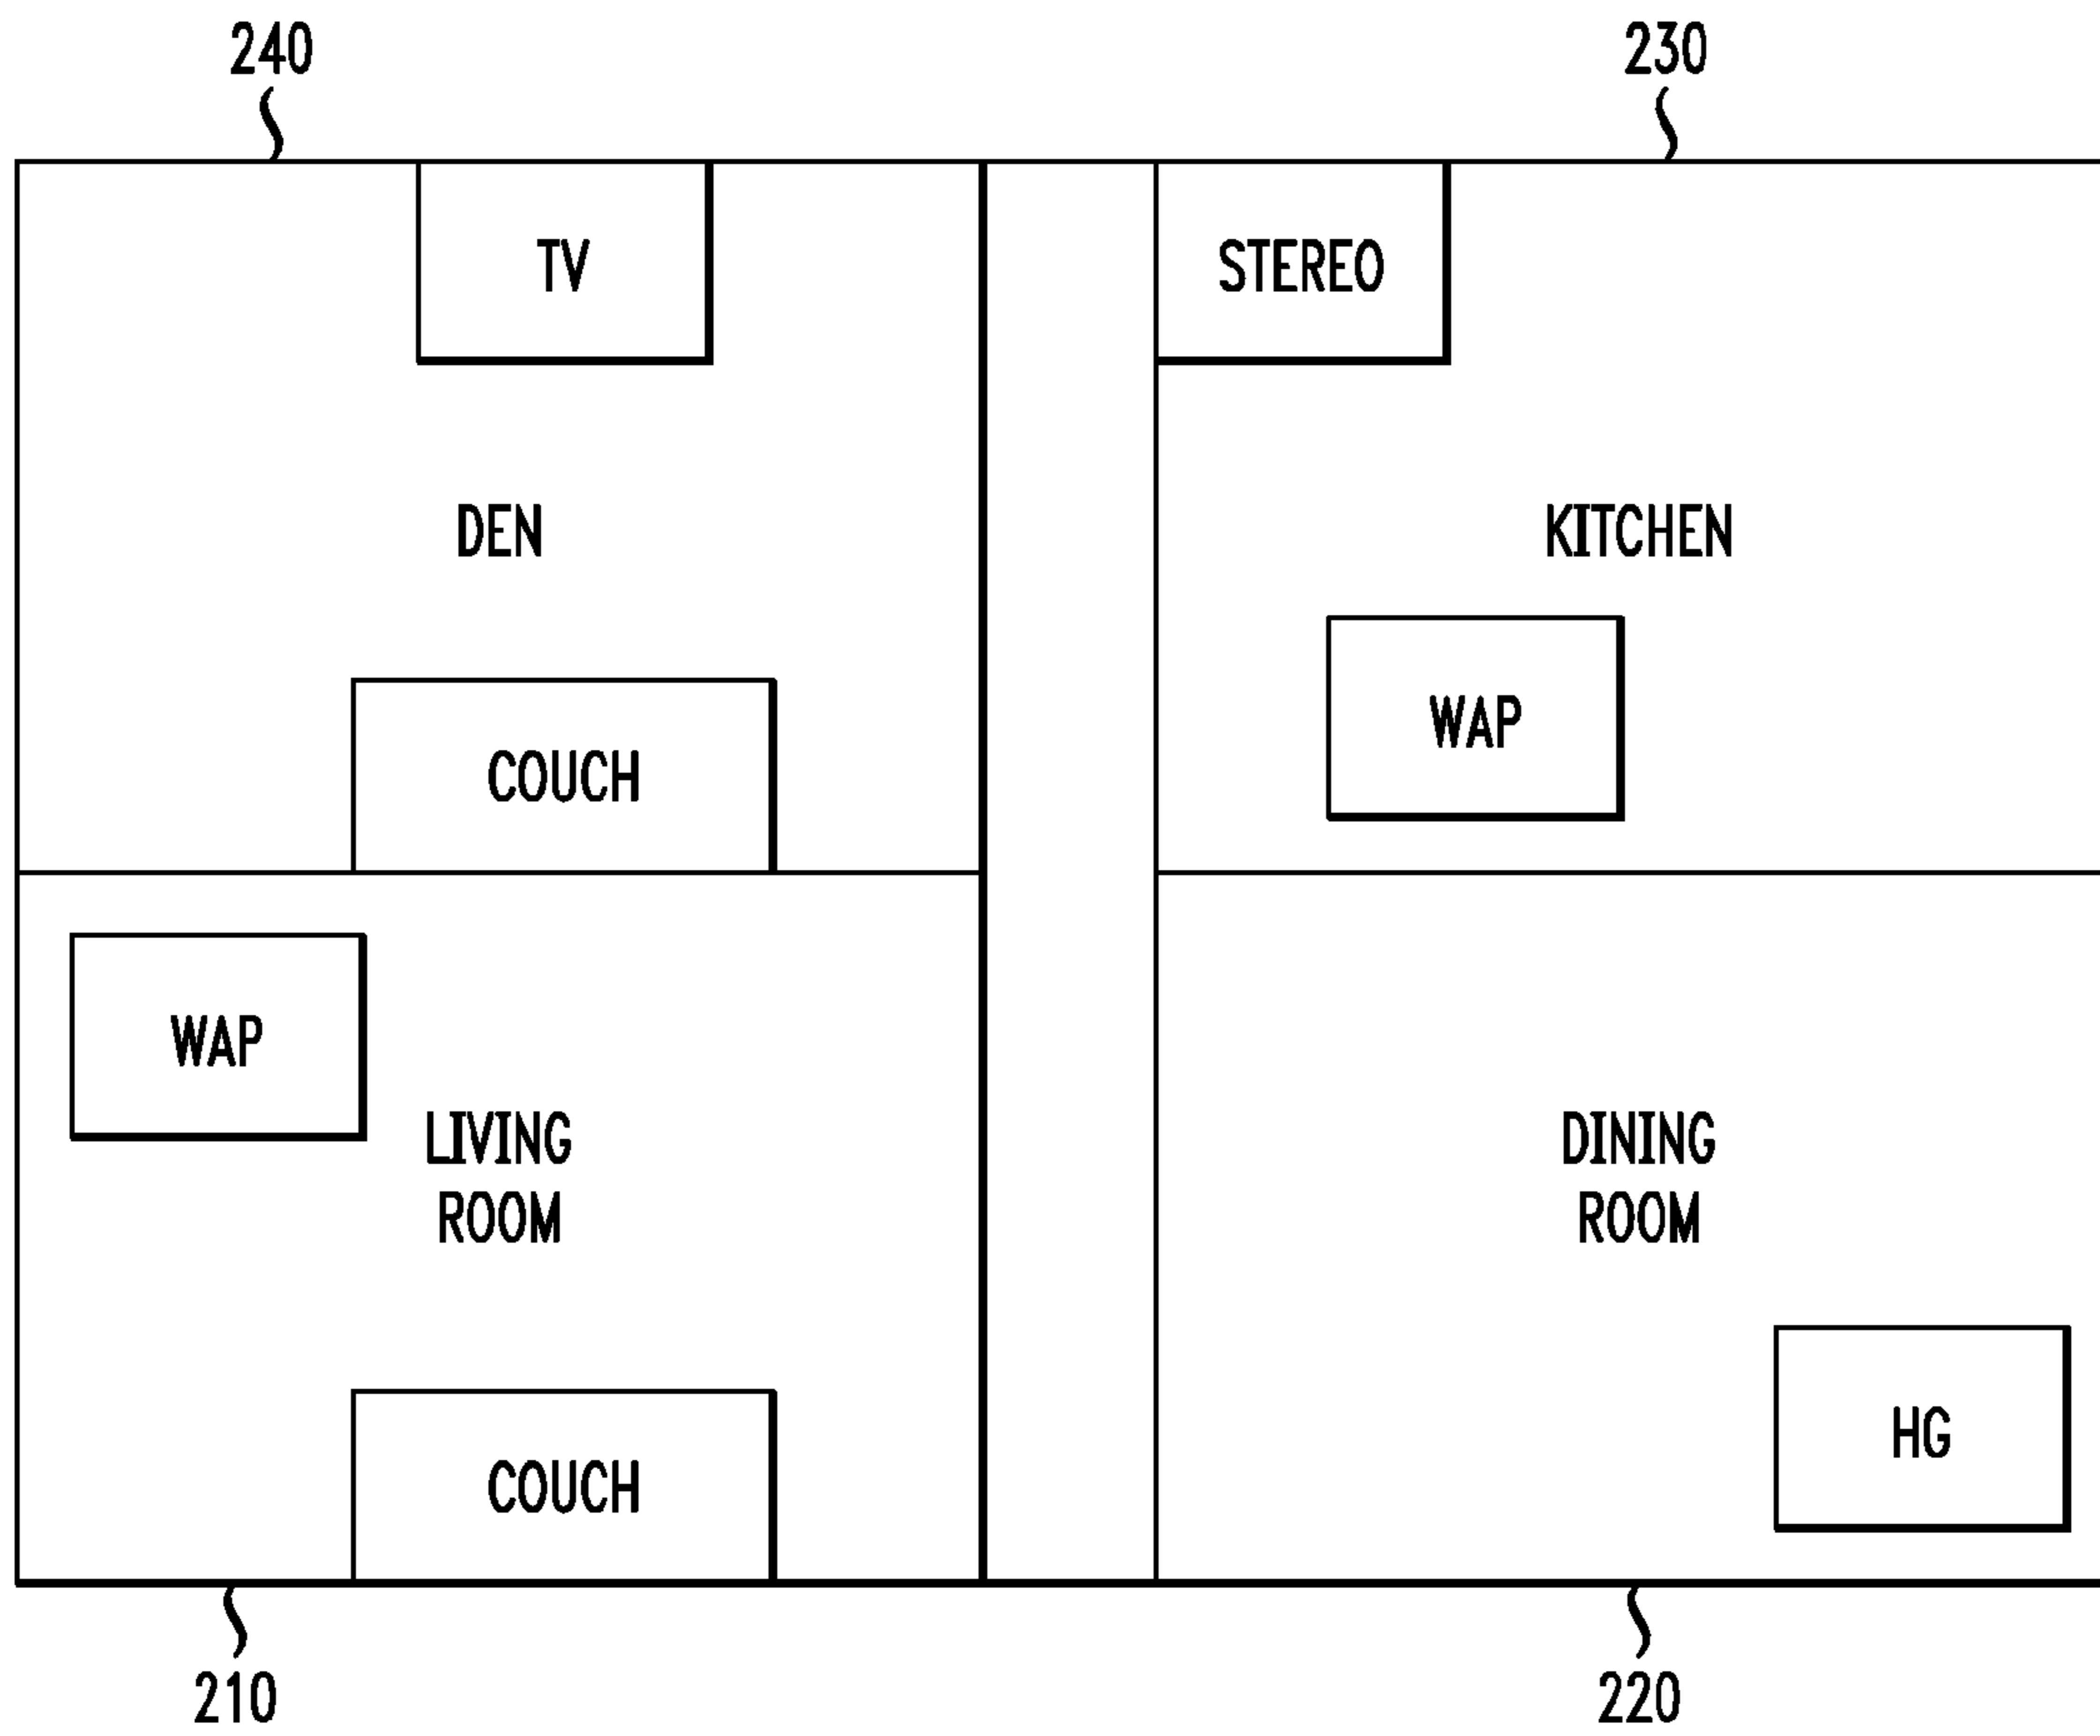 240
230
TV
STEREO
DEN
KITCHEN
COUCH
WAP
WAP
LIVING
ROOM
DINING
ROOM
COUCH
HG
210
220